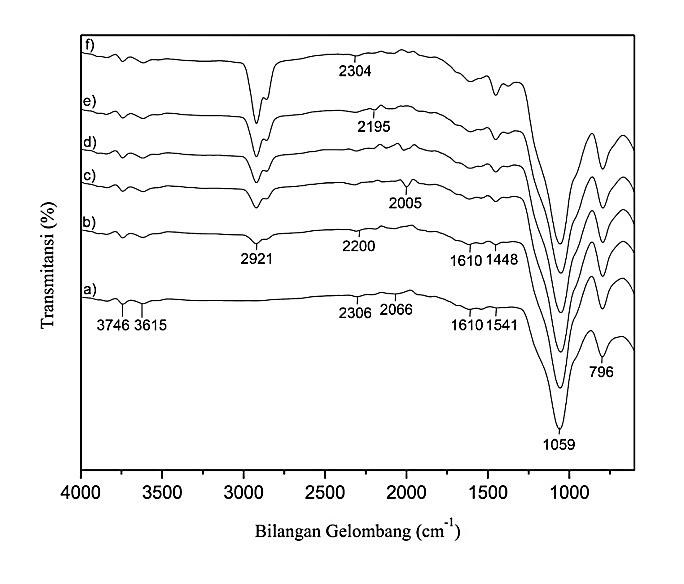 f)
2304
e)
2195
d)
c)
2005
b)
2921
2200
1610 1448
a)
3746 3615
2306 2066
1610 1541
796
1059
4000 3500 3000 2500 2000 1500 1000
Transmitansi (%)
Bilangan Gelombang (cm⁻¹)